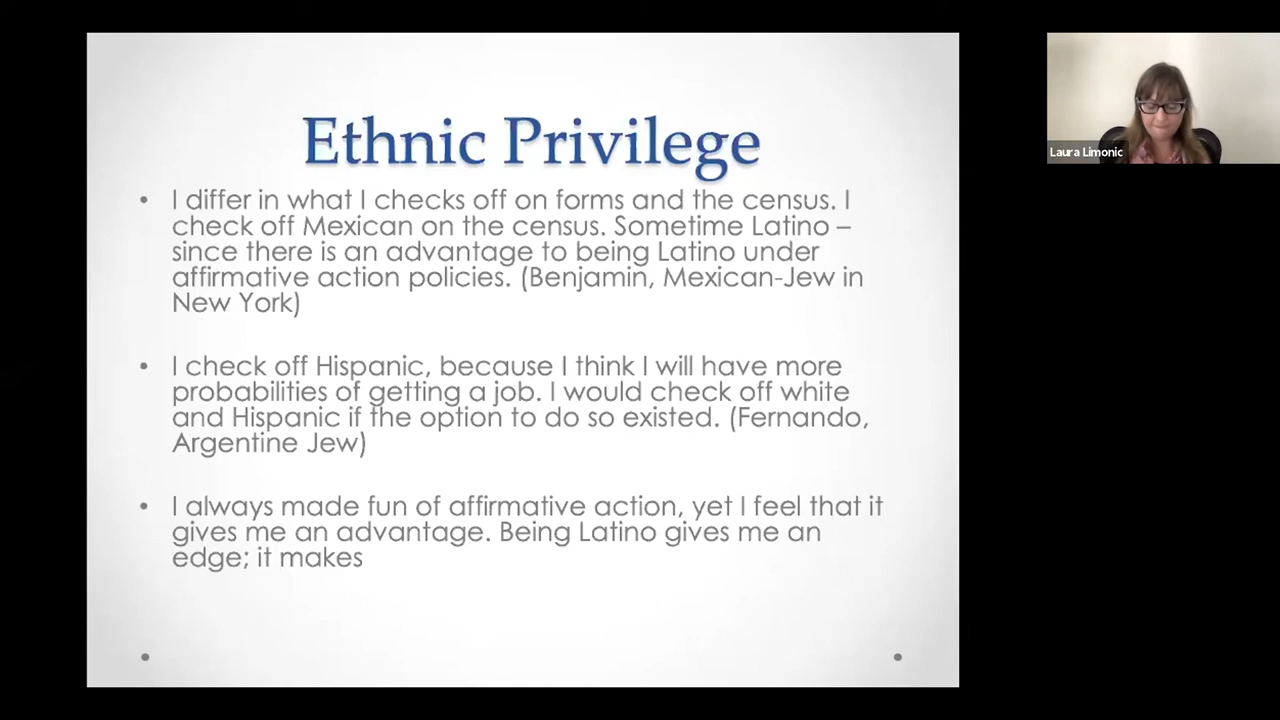 Ethnic Privilege
• I differ in what I checks off on forms and the census. I
check off Mexican on the census. Sometime Latino –
since there is an advantage to being Latino under
affirmative action policies. (Benjamin, Mexican-Jew in
New York)
• I check off Hispanic, because I think I will have more
probabilities of getting a job. I would check off white
and Hispanic if the option to do so existed. (Fernando,
Argentine Jew)
• I always made fun of affirmative action, yet I feel that it
gives me an advantage. Being Latino gives me an
edge; it makes
Laura Limonic